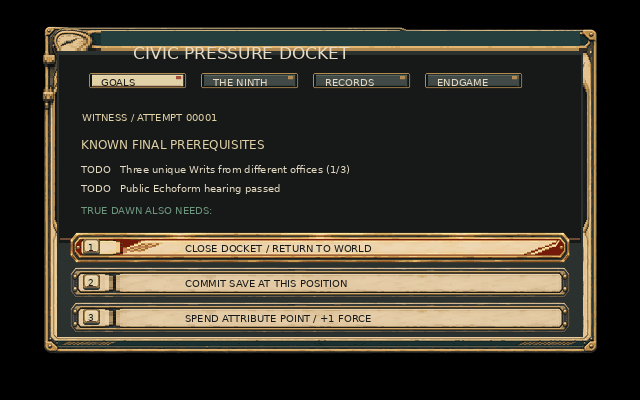 CIVIC PRESSURE DOCKET
GOALS THE NINTH RECORDS ENDGAME
WITNESS / ATTEMPT 00001
KNOWN FINAL PREREQUISITES
TODO Three unique Writs from different offices (1/3)
TODO Public Echoform hearing passed
TRUE DAWN ALSO NEEDS:
1 CLOSE DOCKET / RETURN TO WORLD
2 COMMIT SAVE AT THIS POSITION
3 SPEND ATTRIBUTE POINT / +1 FORCE